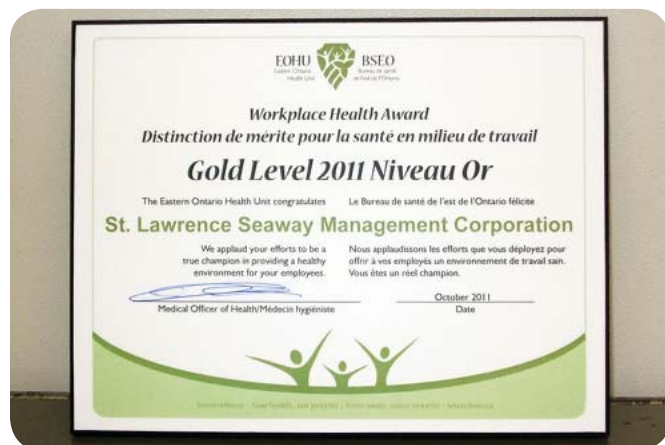 EOHU BSEO
Eastern Ontario Bureau de santé
Health Unit de l'est de l'Ontario
Workplace Health Award
Distinction de mérite pour la santé en milieu de travail
Gold Level 2011 Niveau Or
The Eastern Ontario Health Unit congratulates
Le Bureau de santé de l'est de l'Ontario félicite
St. Lawrence Seaway Management Corporation
We applaud your efforts to be a
true champion in providing a healthy
environment for your employees.
Nous applaudissons les efforts que vous déployez pour
offrir à vos employés un environnement de travail sain.
Vous êtes un réel champion.
October 2011
Medical Officer of Health/Médecin hygiéniste
Date